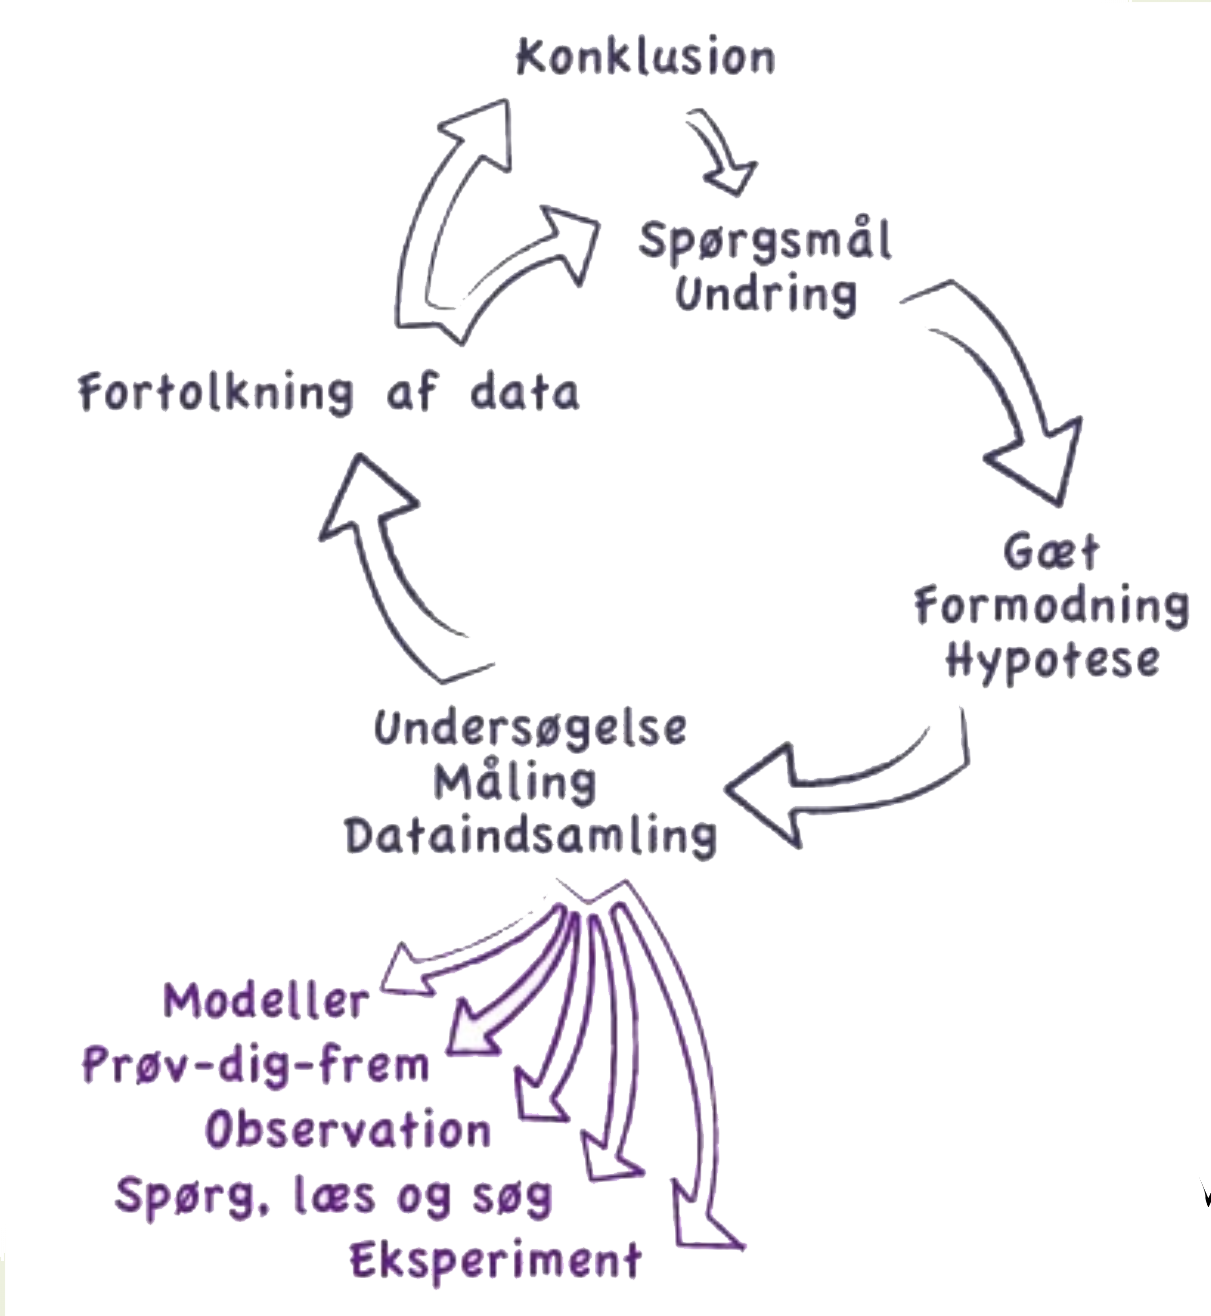 Konklusion
Spørgsmål
Undring
Fortolkning af data
Gæt
Formodning
Hypotese
Undersøgelse
Måling
Dataindsamling
Modeller
Prøv-dig-frem
Observation
Spørg, læs og søg
Eksperiment